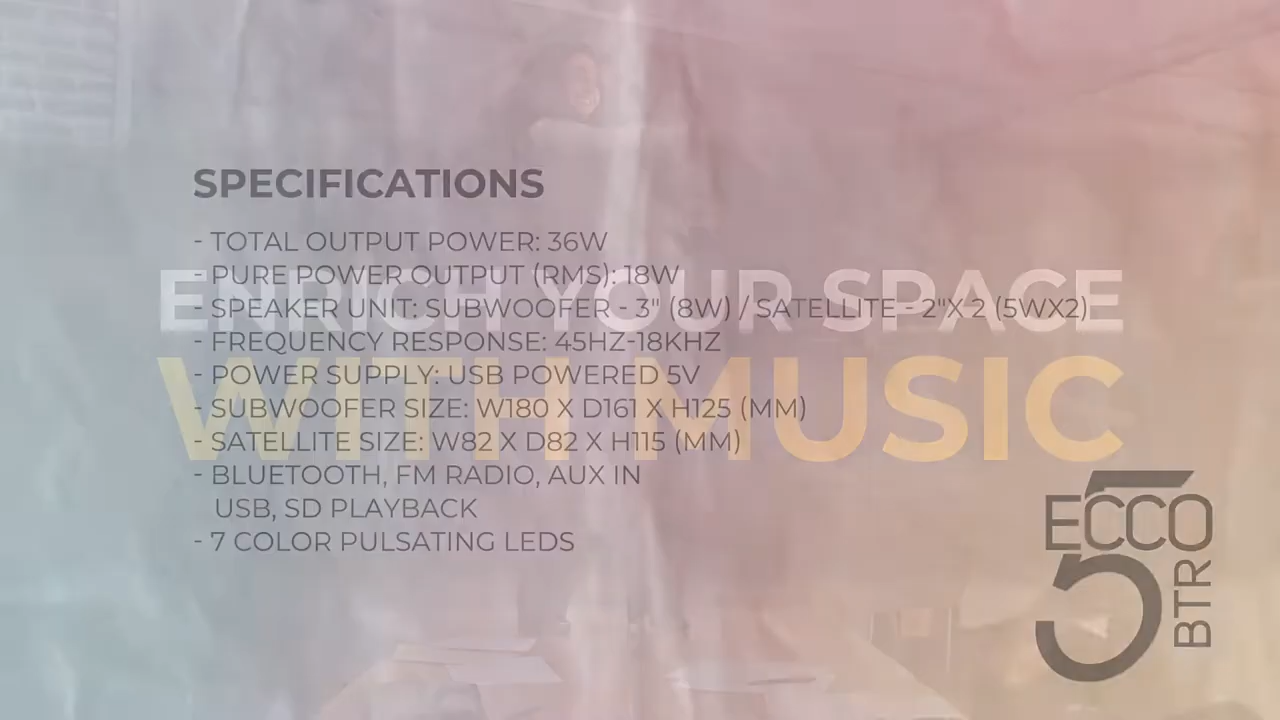 SPECIFICATIONS
- TOTAL OUTPUT POWER: 36W
- PURE POWER OUTPUT (RMS): 18W
- SPEAKER UNIT: SUBWOOFER - 3" (8W) / SATELLITE - 2"X 2 (5WX2)
- FREQUENCY RESPONSE: 45HZ-18KHZ
- POWER SUPPLY: USB POWERED 5V
- SUBWOOFER SIZE: W180 X D161 X H125 (MM)
- SATELLITE SIZE: W82 X D82 X H115 (MM)
- BLUETOOTH, FM RADIO, AUX IN
USB, SD PLAYBACK
- 7 COLOR PULSATING LEDS
ENRICH YOUR SPACE
WITH MUSIC
ECCO
5
BTR